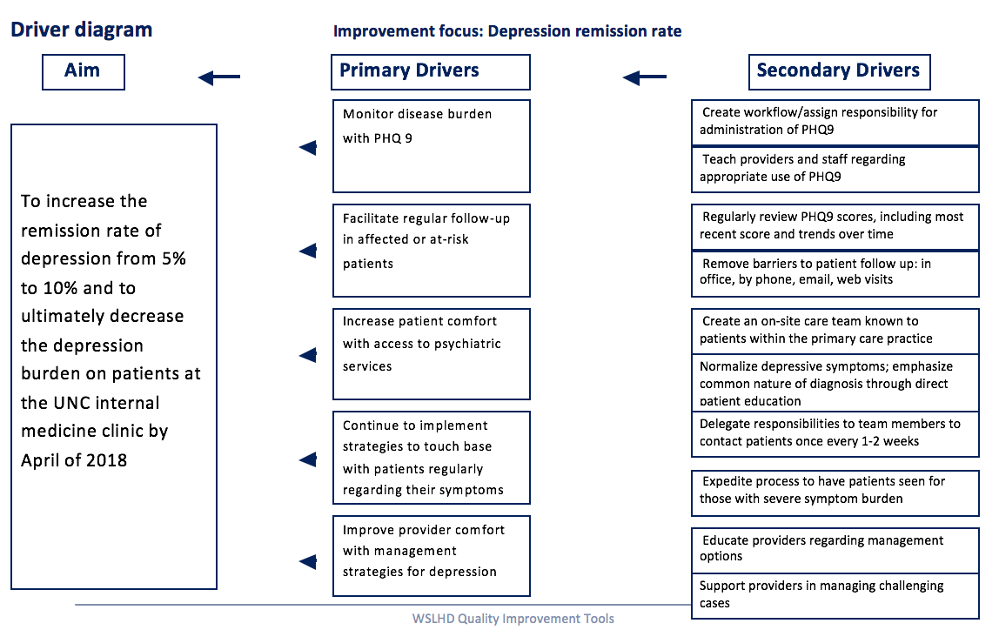 Driver diagram
Improvement focus: Depression remission rate
Aim
Primary Drivers
Secondary Drivers
To increase the
remission rate of
depression from 5%
to 10% and to
ultimately decrease
the depression
burden on patients at
the UNC internal
medicine clinic by
April of 2018
Monitor disease burden
with PHQ 9
Facilitate regular follow-up
in affected or at-risk
patients
Increase patient comfort
with access to psychiatric
services
Continue to implement
strategies to touch base
with patients regularly
regarding their symptoms
Improve provider comfort
with management
strategies for depression
Create workflow/assign responsibility for
administration of PHQ9
Teach providers and staff regarding
appropriate use of PHQ9
Regularly review PHQ9 scores, including most
recent score and trends over time
Remove barriers to patient follow up: in
office, by phone, email, web visits
Create an on-site care team known to
patients within the primary care practice
Normalize depressive symptoms; emphasize
common nature of diagnosis through direct
patient education
Delegate responsibilities to team members to
contact patients once every 1-2 weeks
Expedite process to have patients seen for
those with severe symptom burden
Educate providers regarding management
options
Support providers in managing challenging
cases
WSLHD Quality Improvement Tools